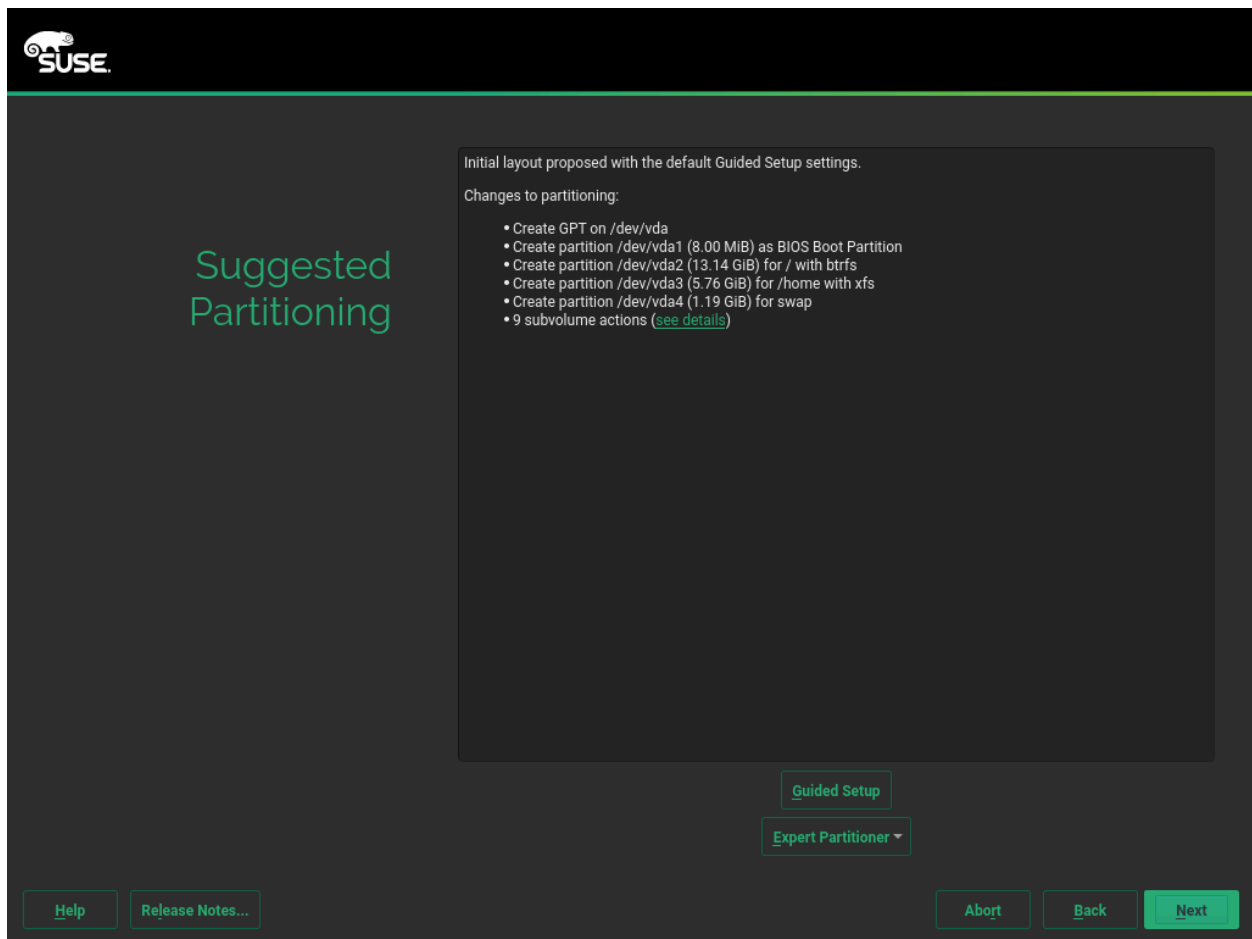 SUSE.
Initial layout proposed with the default Guided Setup settings.
Changes to partitioning:
• Create GPT on /dev/vda
• Create partition /dev/vda1 (8.00 MiB) as BIOS Boot Partition
• Create partition /dev/vda2 (13.14 GiB) for / with btrfs
• Create partition /dev/vda3 (5.76 GiB) for /home with xfs
• Create partition /dev/vda4 (1.19 GiB) for swap
• 9 subvolume actions (see details)
Suggested
Partitioning
Guided Setup
Expert Partitioner
Help
Release Notes...
Abort
Back
Next